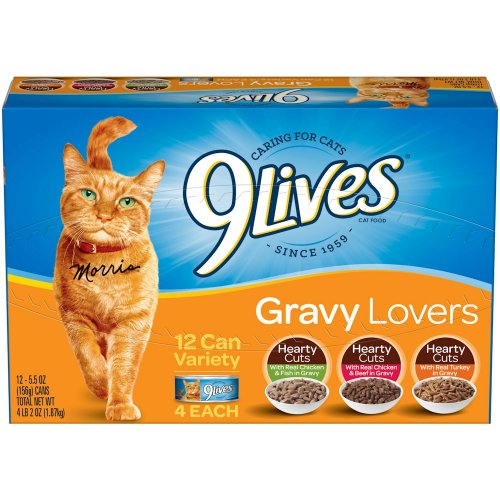 9Lives
CARING FOR CATS
9Lives
CAT FOOD
SINCE 1959
Morris
Gravy Lovers
12 Can
Variety
9Lives
4 EACH
Hearty
Cuts
With Real Chicken
& Fish in Gravy
Hearty
Cuts
With Real Chicken
& Beef in Gravy
Hearty
Cuts
With Real Turkey
in Gravy
12 - 5.5 OZ
(156g) CANS
TOTAL NET WT
4 LB 2 OZ (1.87kg)